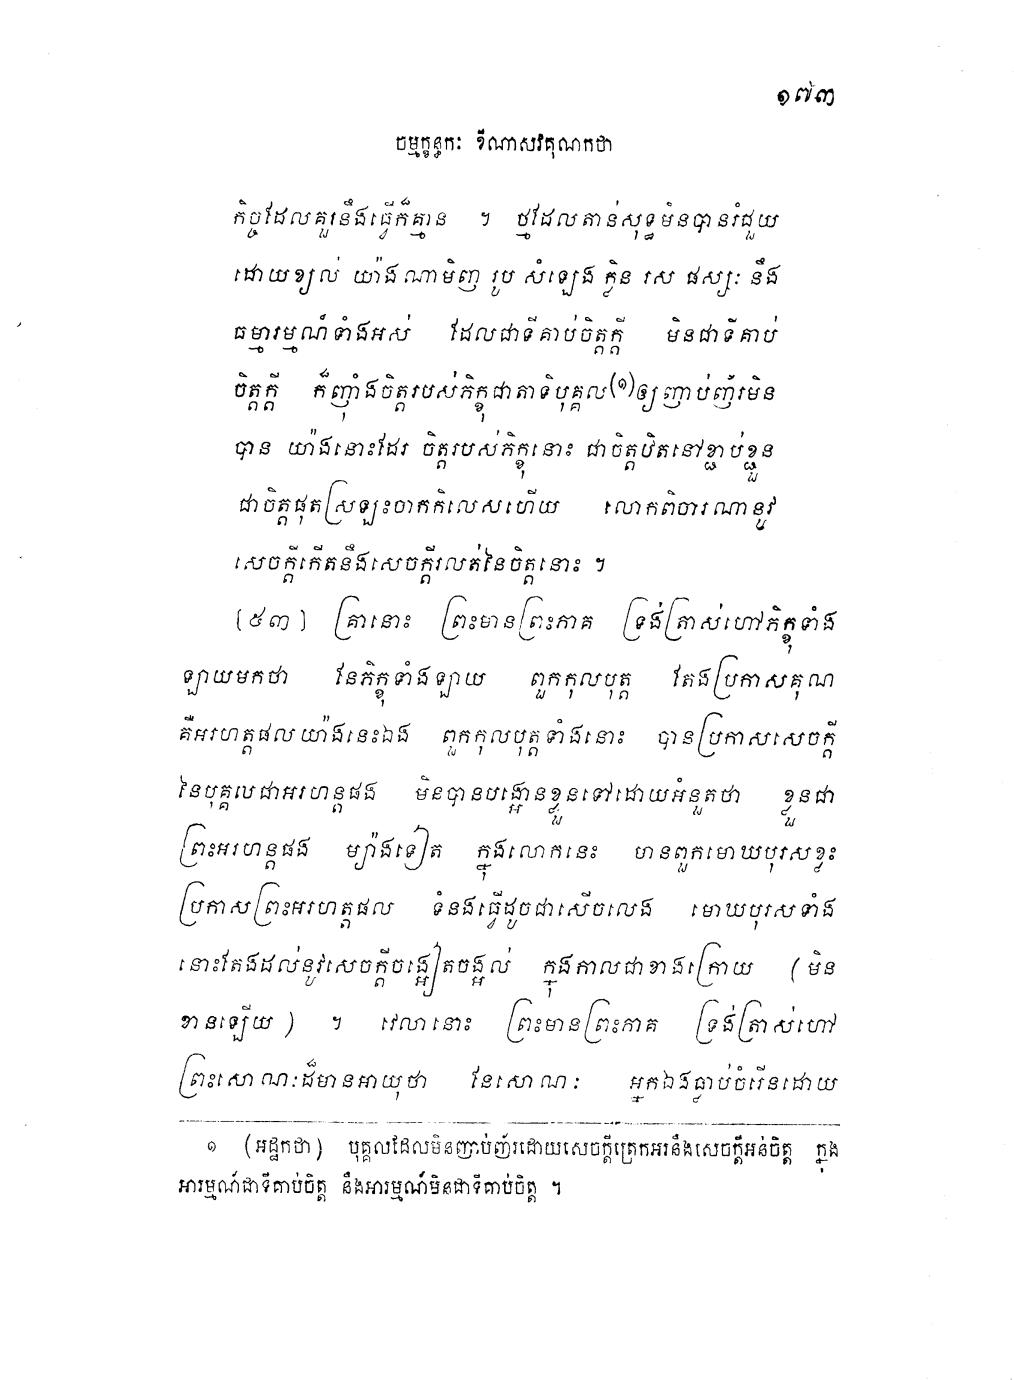 ១៧៣
ចម្មក្ខន្ធកៈ ខីណាសវគុណកថា
កិច្ចដែលគួរនឹងធ្វើក៏គ្មាន ។ ថ្មដែលតាន់សុទ្ធមិនបានរំជួយ
ដោយខ្យល់ យ៉ាងណាមិញ រូប សំឡេង ក្លិន រស ផស្សៈ នឹង
ធម្មារម្មណ៍ទាំងអស់ ដែលជាទីគាប់ចិត្តក្តី មិនជាទីគាប់
ចិត្តក្តី ក៏ញុំាំងចិត្តរបស់ភិក្ខុជាតាទិបុគ្គល(១)ឲ្យញាប់ញ័រមិន
បាន យ៉ាងនោះដែរ ចិត្តរបស់ភិក្ខុនោះ ជាចិត្តឋិតនៅខ្ជាប់ខ្ជួន
ជាចិត្តផុតស្រឡះចាកកិលេសហើយ លោកពិចារណានូវ
សេចក្តីកើតនឹងសេចក្តីរលត់នៃចិត្តនោះ ។
[៥៣] គ្រានោះ ព្រះមានព្រះភាគ ទ្រង់ត្រាស់ហៅភិក្ខុទាំង
ឡាយមកថា នែភិក្ខុទាំងឡាយ ពួកកុលបុត្ត តែងប្រកាសគុណ
គឺអរហត្តផលយ៉ាងនេះឯង ពួកកុលបុត្តទាំងនោះ បានប្រកាសសេចក្តី
នៃបុគ្គលជាអរហន្តផង មិនបានបង្អោនខ្លួនទៅដោយអំនួតថា ខ្លួនជា
ព្រះអរហន្តផង ម្យ៉ាងទៀត ក្នុងលោកនេះ មានពួកមោឃបុរសខ្លះ
ប្រកាសព្រះអរហត្តផល ទំនងធ្វើដូចជាសើចលេង មោឃបុរសទាំង
នោះតែងដល់នូវសេចក្តីចង្អៀតចង្អល់ ក្នុងកាលជាខាងក្រោយ (មិន
ខានឡើយ) ។ វេលានោះ ព្រះមានព្រះភាគ ទ្រង់ត្រាស់ហៅ
ព្រះសោណៈដ៏មានអាយុថា នែសោណៈ អ្នកឯងធ្លាប់ចំរើនដោយ
១ (អដ្ឋកថា) បុគ្គលដែលមិនញាប់ញ័រដោយសេចក្តីត្រេកអរនឹងសេចក្តីអន់ចិត្ត ក្នុង
អារម្មណ៍ជាទីគាប់ចិត្ត នឹងអារម្មណ៍មិនជាទីគាប់ចិត្ត ។